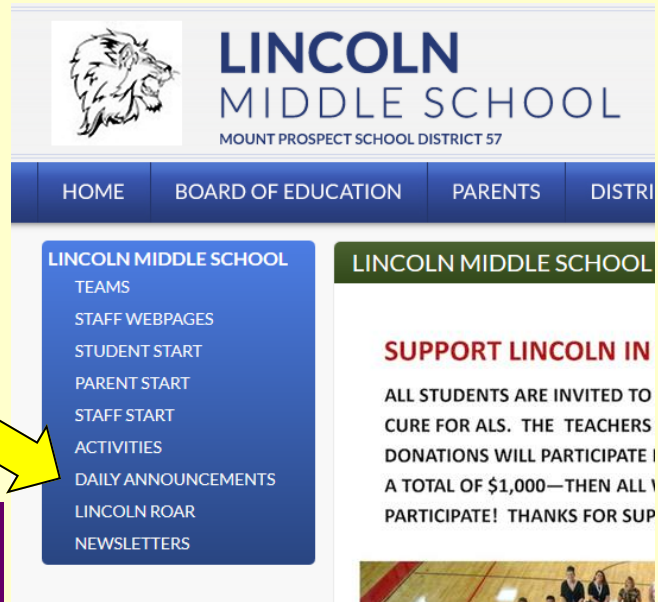 LINCOLN
MIDDLE SCHOOL
MOUNT PROSPECT SCHOOL DISTRICT 57
HOME BOARD OF EDUCATION PARENTS DISTRI
LINCOLN MIDDLE SCHOOL
TEAMS
STAFF WEBPAGES
STUDENT START
PARENT START
STAFF START
ACTIVITIES
DAILY ANNOUNCEMENTS
LINCOLN ROAR
NEWSLETTERS
LINCOLN MIDDLE SCHOOL
SUPPORT LINCOLN IN
ALL STUDENTS ARE INVITED TO
CURE FOR ALS. THE TEACHERS
DONATIONS WILL PARTICIPATE
A TOTAL OF $1,000—THEN ALL
PARTICIPATE! THANKS FOR SUP